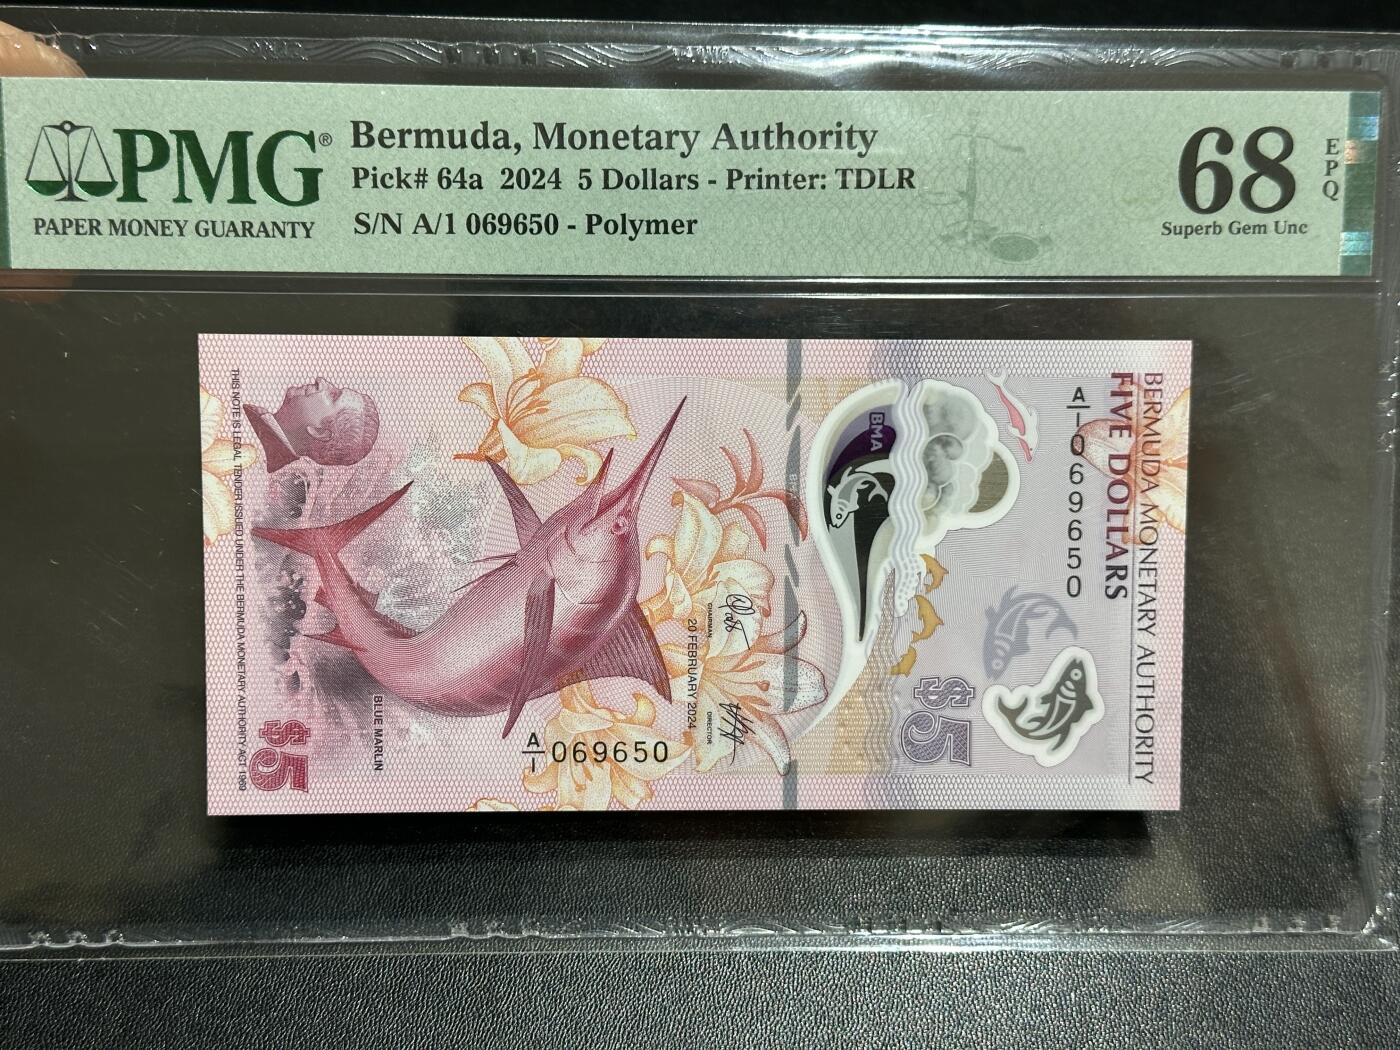 PMG®
PAPER MONEY GUARANTY
Bermuda, Monetary Authority
Pick# 64a 2024 5 Dollars - Printer: TDLR
S/N A/1 069650 - Polymer
68
EPQ
Superb Gem Unc
BERMUDA MONETARY AUTHORITY
FIVE DOLLARS
A/1 069650
BMA
$5
CHAIRMAN
DIRECTOR
20 FEBRUARY 2024
A/1 069650
BLUE MARLIN
$5
THIS NOTE IS LEGAL TENDER ISSUED UNDER THE BERMUDA MONETARY AUTHORITY ACT 1969